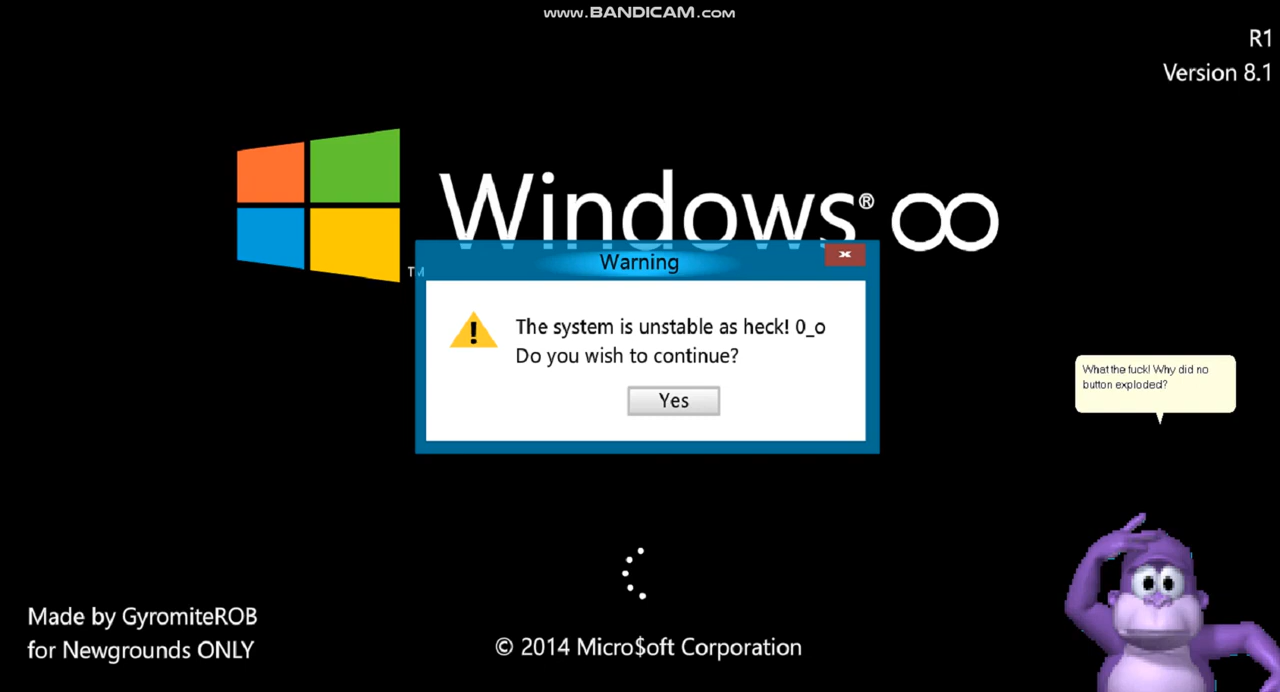 www.BANDICAM.com
R1
Version 8.1
Windows® ∞
TM
Warning
The system is unstable as heck! 0_o
Do you wish to continue?
Yes
What the fuck! Why did no
button exploded?
Made by GyromiteROB
for Newgrounds ONLY
© 2014 Micro$oft Corporation